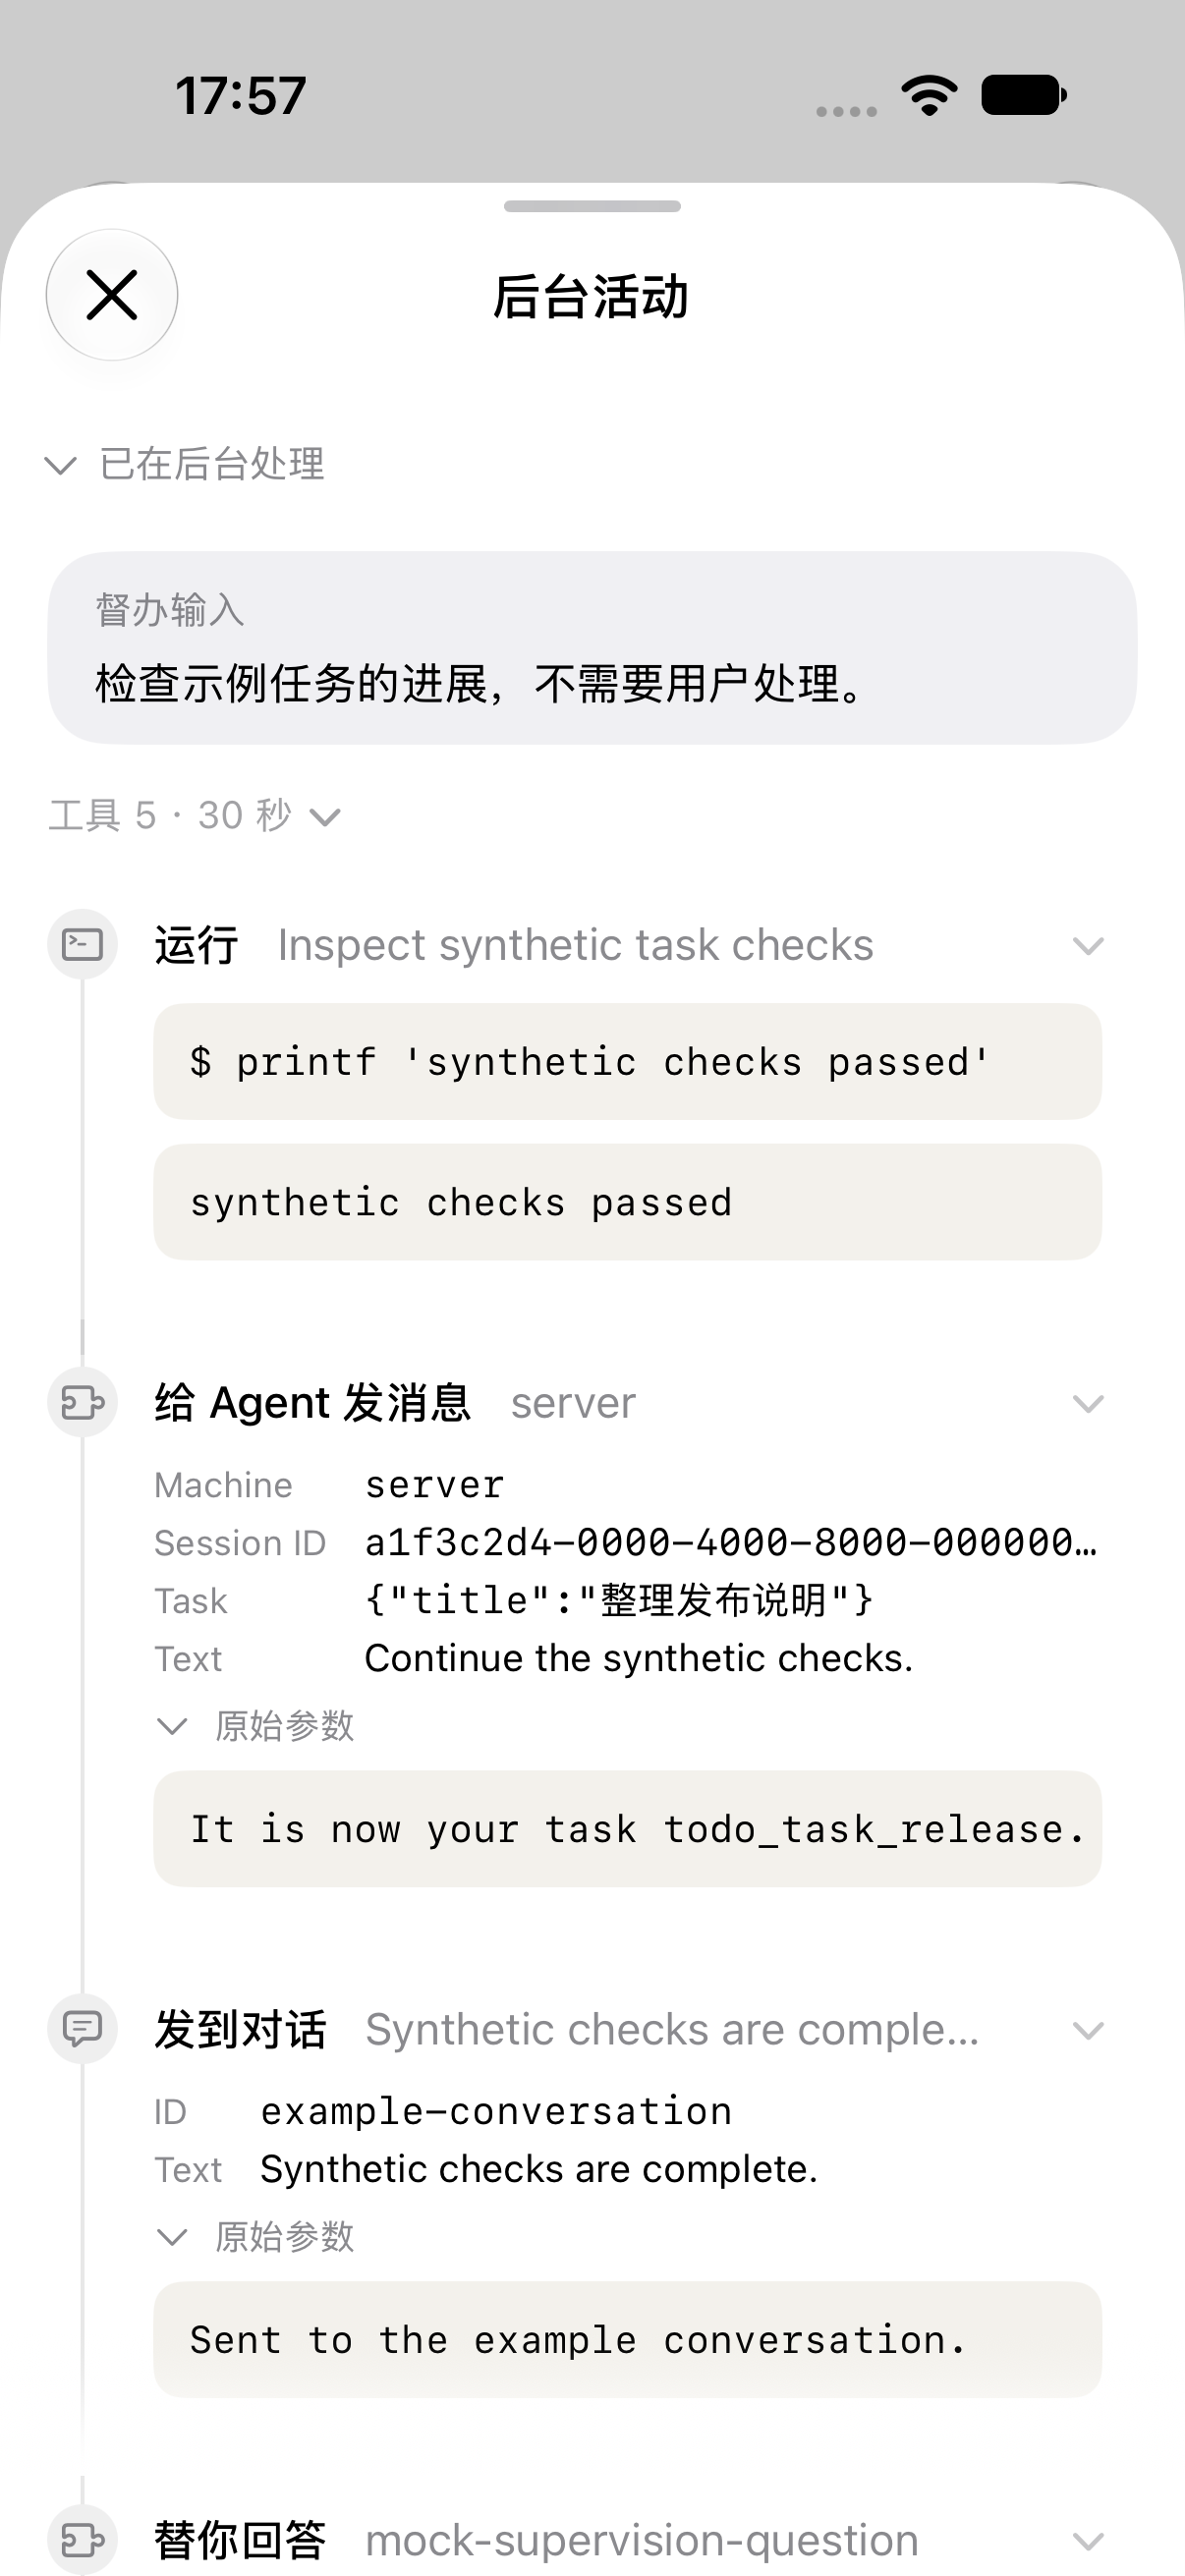 17:57
后台活动
已在后台处理
督办输入
检查示例任务的进展，不需要用户处理。
工具 5 · 30 秒
运行 Inspect synthetic task checks
$ printf 'synthetic checks passed'
synthetic checks passed
给 Agent 发消息 server
Machine server
Session ID a1f3c2d4-0000-4000-8000-000000…
Task {"title":"整理发布说明"}
Text Continue the synthetic checks.
原始参数
It is now your task todo_task_release.
发到对话 Synthetic checks are comple…
ID example-conversation
Text Synthetic checks are complete.
原始参数
Sent to the example conversation.
替你回答 mock-supervision-question